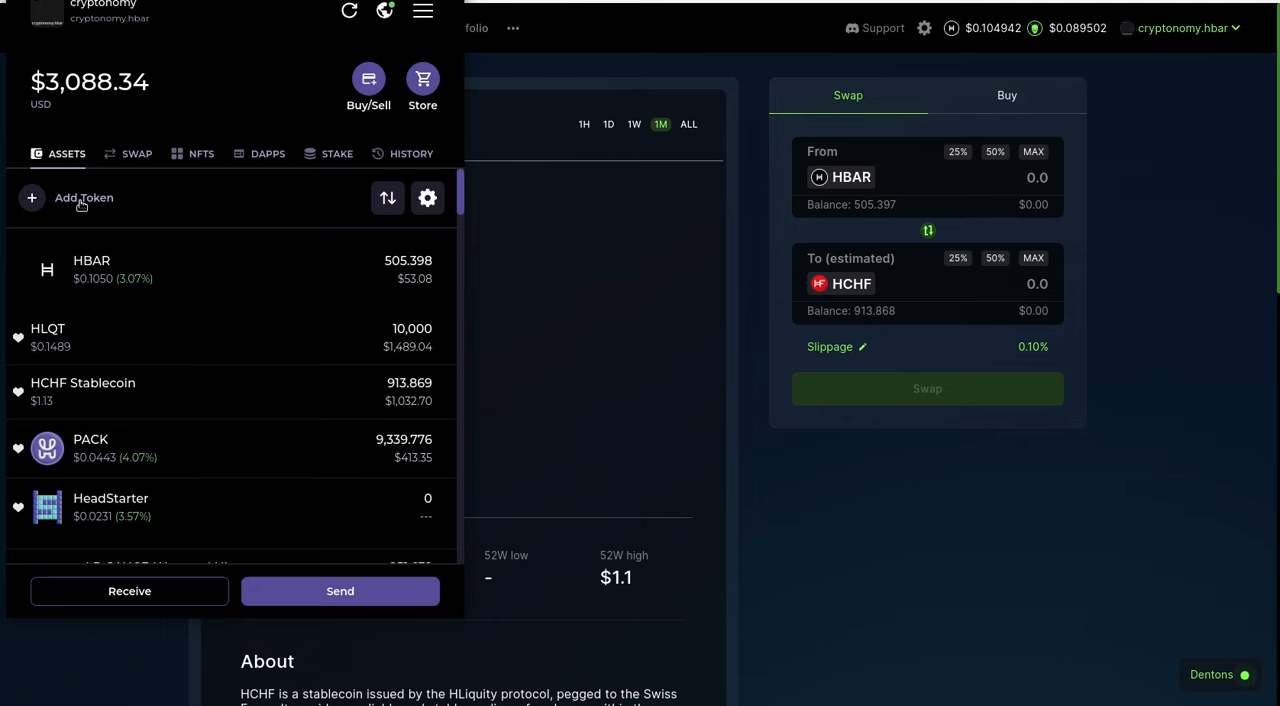 cryptonomy
cryptonomy.hbar
$3,088.34
USD
Buy/Sell
Store
ASSETS
SWAP
NFTS
DAPPS
STAKE
HISTORY
Add Token
HBAR
505.398
$0.1050 (3.07%)
$53.08
HLQT
10,000
$0.1489
$1,489.04
HCHF Stablecoin
913.869
$1.13
$1,032.70
PACK
9,339.776
$0.0443 (4.07%)
$413.35
HeadStarter
0
$0.0231 (3.57%)
---
Receive
Send
folio
Support
$0.104942
$0.089502
cryptonomy.hbar
1H
1D
1W
1M
ALL
52W low
52W high
-
$1.1
About
HCHF is a stablecoin issued by the HLiquity protocol, pegged to the Swiss
Swap
Buy
From
25%
50%
MAX
HBAR
0.0
Balance: 505.397
$0.00
To (estimated)
25%
50%
MAX
HF
HCHF
0.0
Balance: 913.868
$0.00
Slippage
0.10%
Swap
Dentons